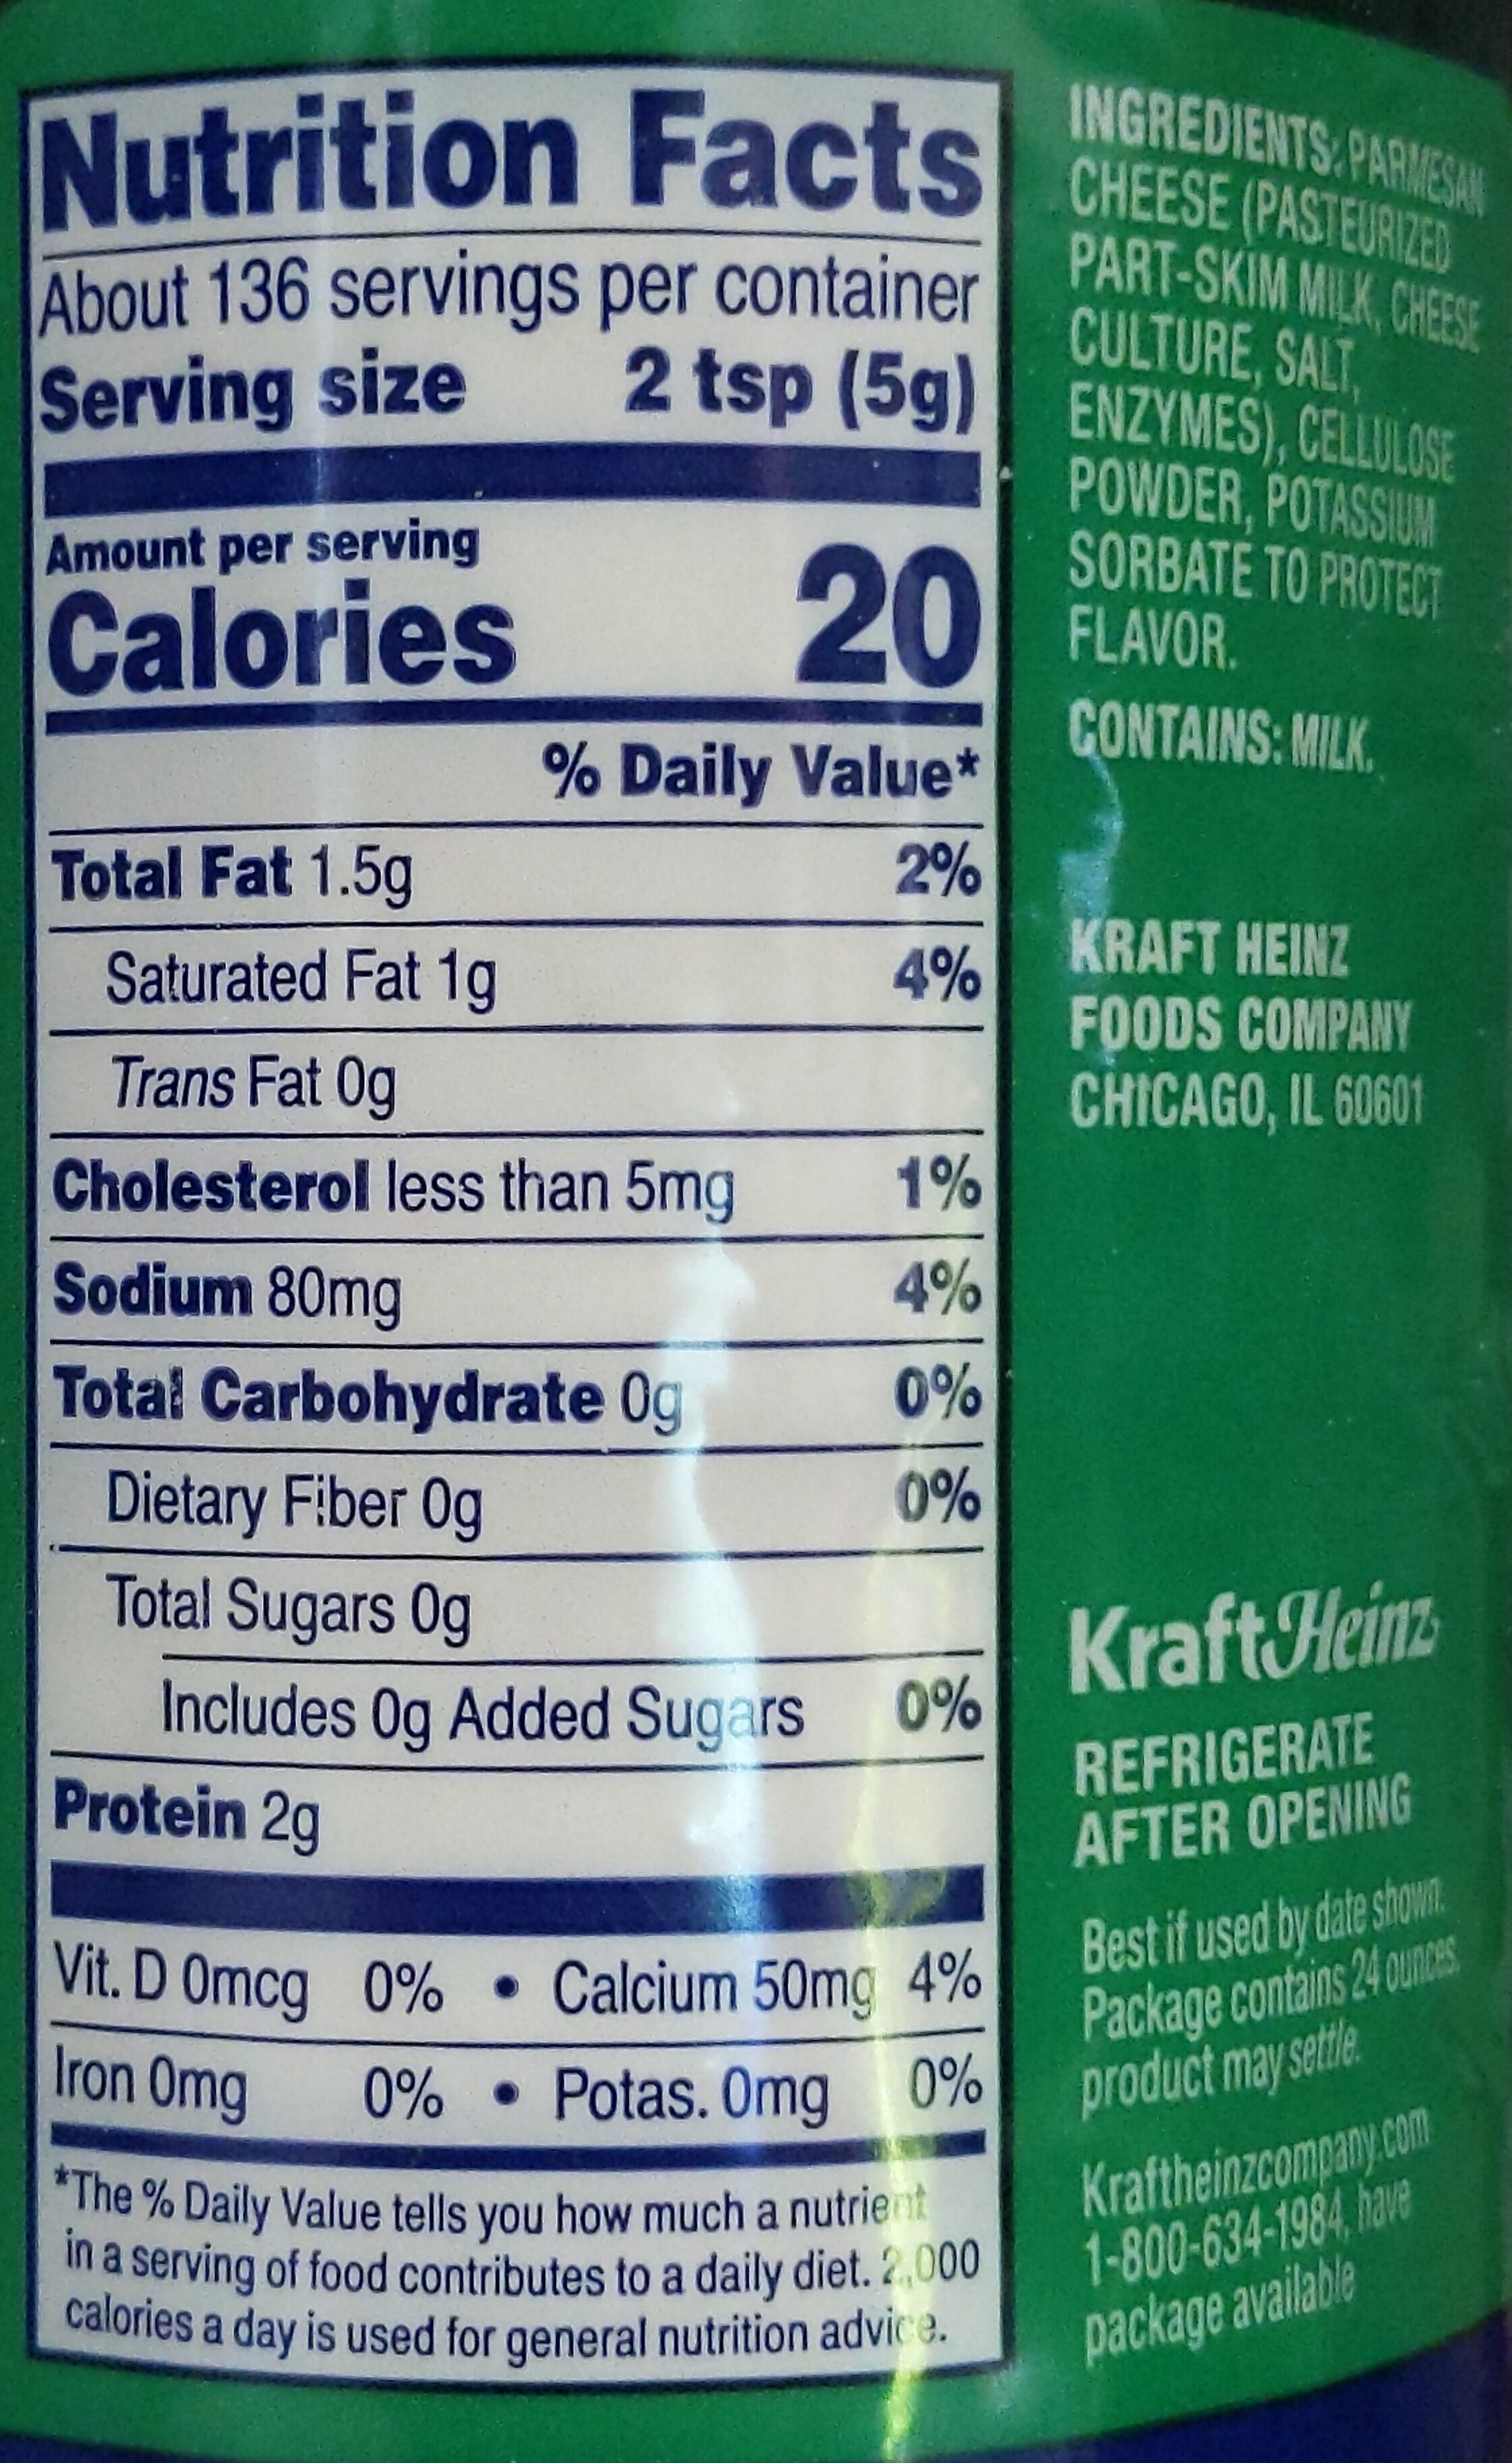 Nutrition Facts
About 136 servings per container
Serving size 2 tsp (5g)
Amount per serving
Calories 20
% Daily Value*
Total Fat 1.5g 2%
Saturated Fat 1g 4%
Trans Fat 0g
Cholesterol less than 5mg 1%
Sodium 80mg 4%
Total Carbohydrate 0g 0%
Dietary Fiber 0g 0%
Total Sugars 0g
Includes 0g Added Sugars 0%
Protein 2g
Vit. D 0mcg 0% • Calcium 50mg 4%
Iron 0mg 0% • Potas. 0mg 0%
*The % Daily Value tells you how much a nutrient
in a serving of food contributes to a daily diet. 2,000
calories a day is used for general nutrition advice.
INGREDIENTS: PARMESAN
CHEESE (PASTEURIZED
PART-SKIM MILK, CHEESE
CULTURE, SALT,
ENZYMES), CELLULOSE
POWDER, POTASSIUM
SORBATE TO PROTECT
FLAVOR.
CONTAINS: MILK.
KRAFT HEINZ
FOODS COMPANY
CHICAGO, IL 60601
KraftHeinz
REFRIGERATE
AFTER OPENING
Best if used by date shown.
Package contains 24 ounces,
product may settle.
Kraftheinzcompany.com
1-800-634-1984, have
package available